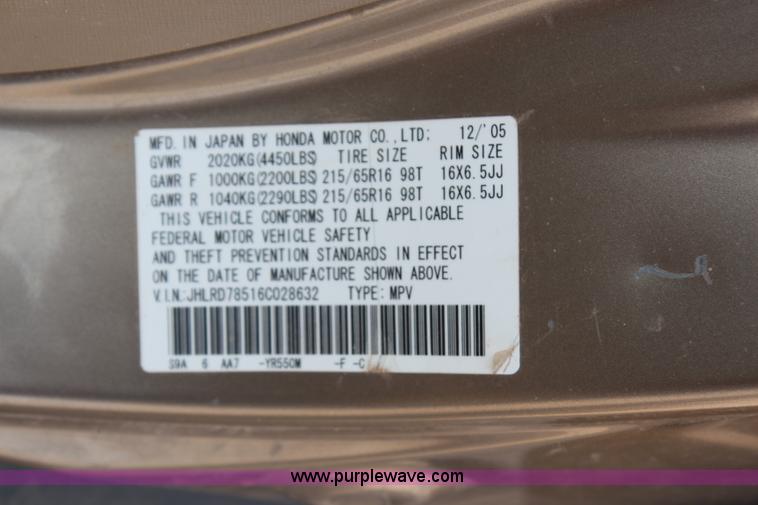 MFD. IN JAPAN BY HONDA MOTOR CO.,LTD: 12/'05
GVWR 2020KG(4450LBS) TIRE SIZE RIM SIZE
GAWR F 1000KG(2200LBS) 215/65R16 98T 16X6.5JJ
GAWR R 1040KG(2290LBS) 215/65R16 98T 16X6.5JJ
THIS VEHICLE CONFORMS TO ALL APPLICABLE
FEDERAL MOTOR VEHICLE SAFETY
AND THEFT PREVENTION STANDARDS IN EFFECT
ON THE DATE OF MANUFACTURE SHOWN ABOVE.
V.I.N.:JHLRD78516C028632 TYPE: MPV
S9A 6 AA7 -YR550M -F -C
www.purplewave.com